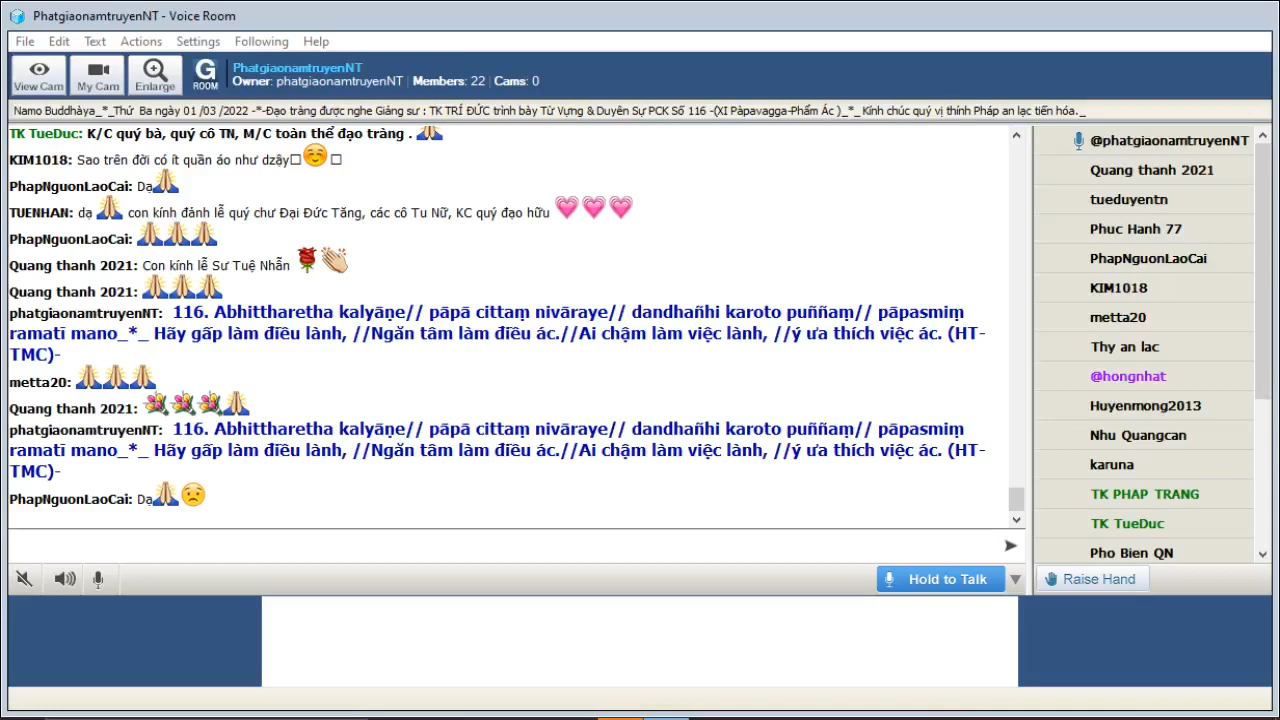 PhatgiaonamtruyenNT - Voice Room
File Edit Text Actions Settings Following Help
View Cam My Cam Enlarge G ROOM
PhatgiaonamtruyenNT
Owner: phatgiaonamtruyenNT | Members: 22 | Cams: 0
Namo Buddhàya_*_Thứ Ba ngày 01 /03 /2022 -*-Đạo tràng được nghe Giảng sư : TK TRÍ ĐỨC trình bày Từ Vựng & Duyên Sự PCK Số 116 -(XI Pàpavagga-Phẩm Ác )_*_ Kính chúc quý vị thính Pháp an lạc tiến hóa._
TK TueDuc: K/C quý bà, quý cô TN, M/C toàn thể đạo tràng .
KIM1018: Sao trên đời có ít quần áo như dzậy
PhapNguonLaoCai: Dạ
TUENHAN: dạ con kính đảnh lễ quý chư Đại Đức Tăng, các cô Tu Nữ, KC quý đạo hữu
PhapNguonLaoCai:
Quang thanh 2021: Con kính lễ Sư Tuệ Nhẫn
Quang thanh 2021:
phatgiaonamtruyenNT: 116. Abhittharetha kalyāṇe// pāpā cittaṃ nivāraye// dandhañhi karoto puññaṃ// pāpasmiṃ
ramatī mano_*_ Hãy gấp làm điều lành, //Ngăn tâm làm điều ác.//Ai chậm làm việc lành, //ý ưa thích việc ác. (HT-
TMC)-
metta20:
Quang thanh 2021:
phatgiaonamtruyenNT: 116. Abhittharetha kalyāṇe// pāpā cittaṃ nivāraye// dandhañhi karoto puññaṃ// pāpasmiṃ
ramatī mano_*_ Hãy gấp làm điều lành, //Ngăn tâm làm điều ác.//Ai chậm làm việc lành, //ý ưa thích việc ác. (HT-
TMC)-
PhapNguonLaoCai: Dạ
Hold to Talk
@phatgiaonamtruyenNT
Quang thanh 2021
tueduyentn
Phuc Hanh 77
PhapNguonLaoCai
KIM1018
metta20
Thy an lac
@hongnhat
Huyenmong2013
Nhu Quangcan
karuna
TK PHAP TRANG
TK TueDuc
Pho Bien QN
Raise Hand